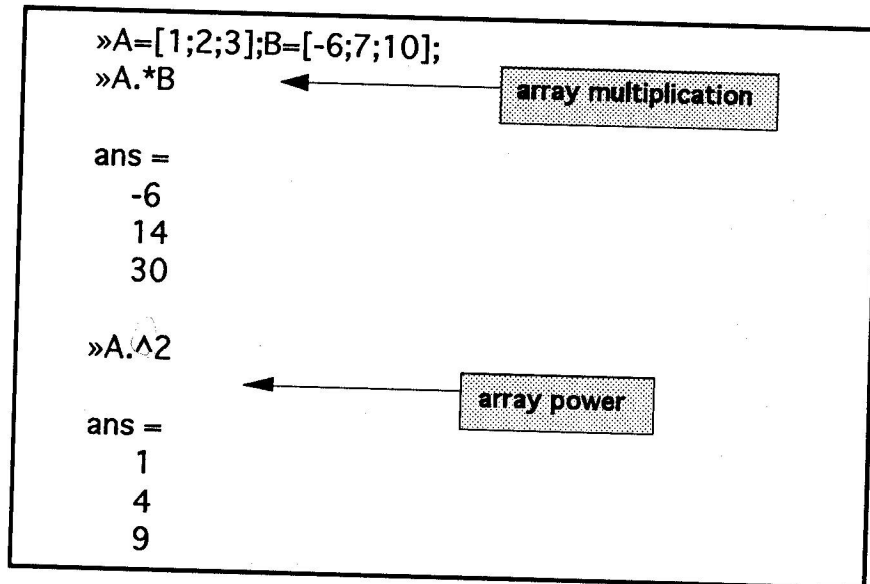 »A=[1;2;3];B=[-6;7;10];
»A.*B
array multiplication
ans =
-6
14
30
»A.^2
array power
ans =
1
4
9